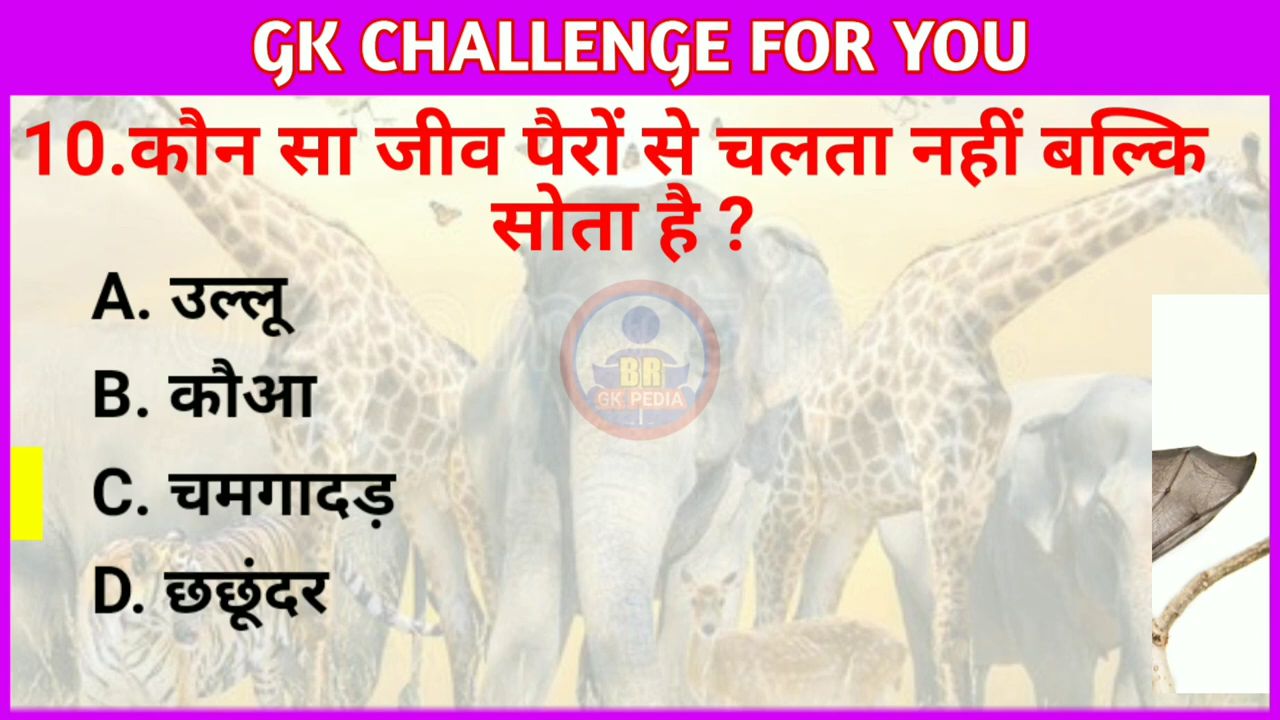 GK CHALLENGE FOR YOU
10.कौन सा जीव पैरों से चलता नहीं बल्कि
सोता है ?
A. उल्लू
B. कौआ
BR
GK PEDIA
C. चमगादड़
D. छछूंदर